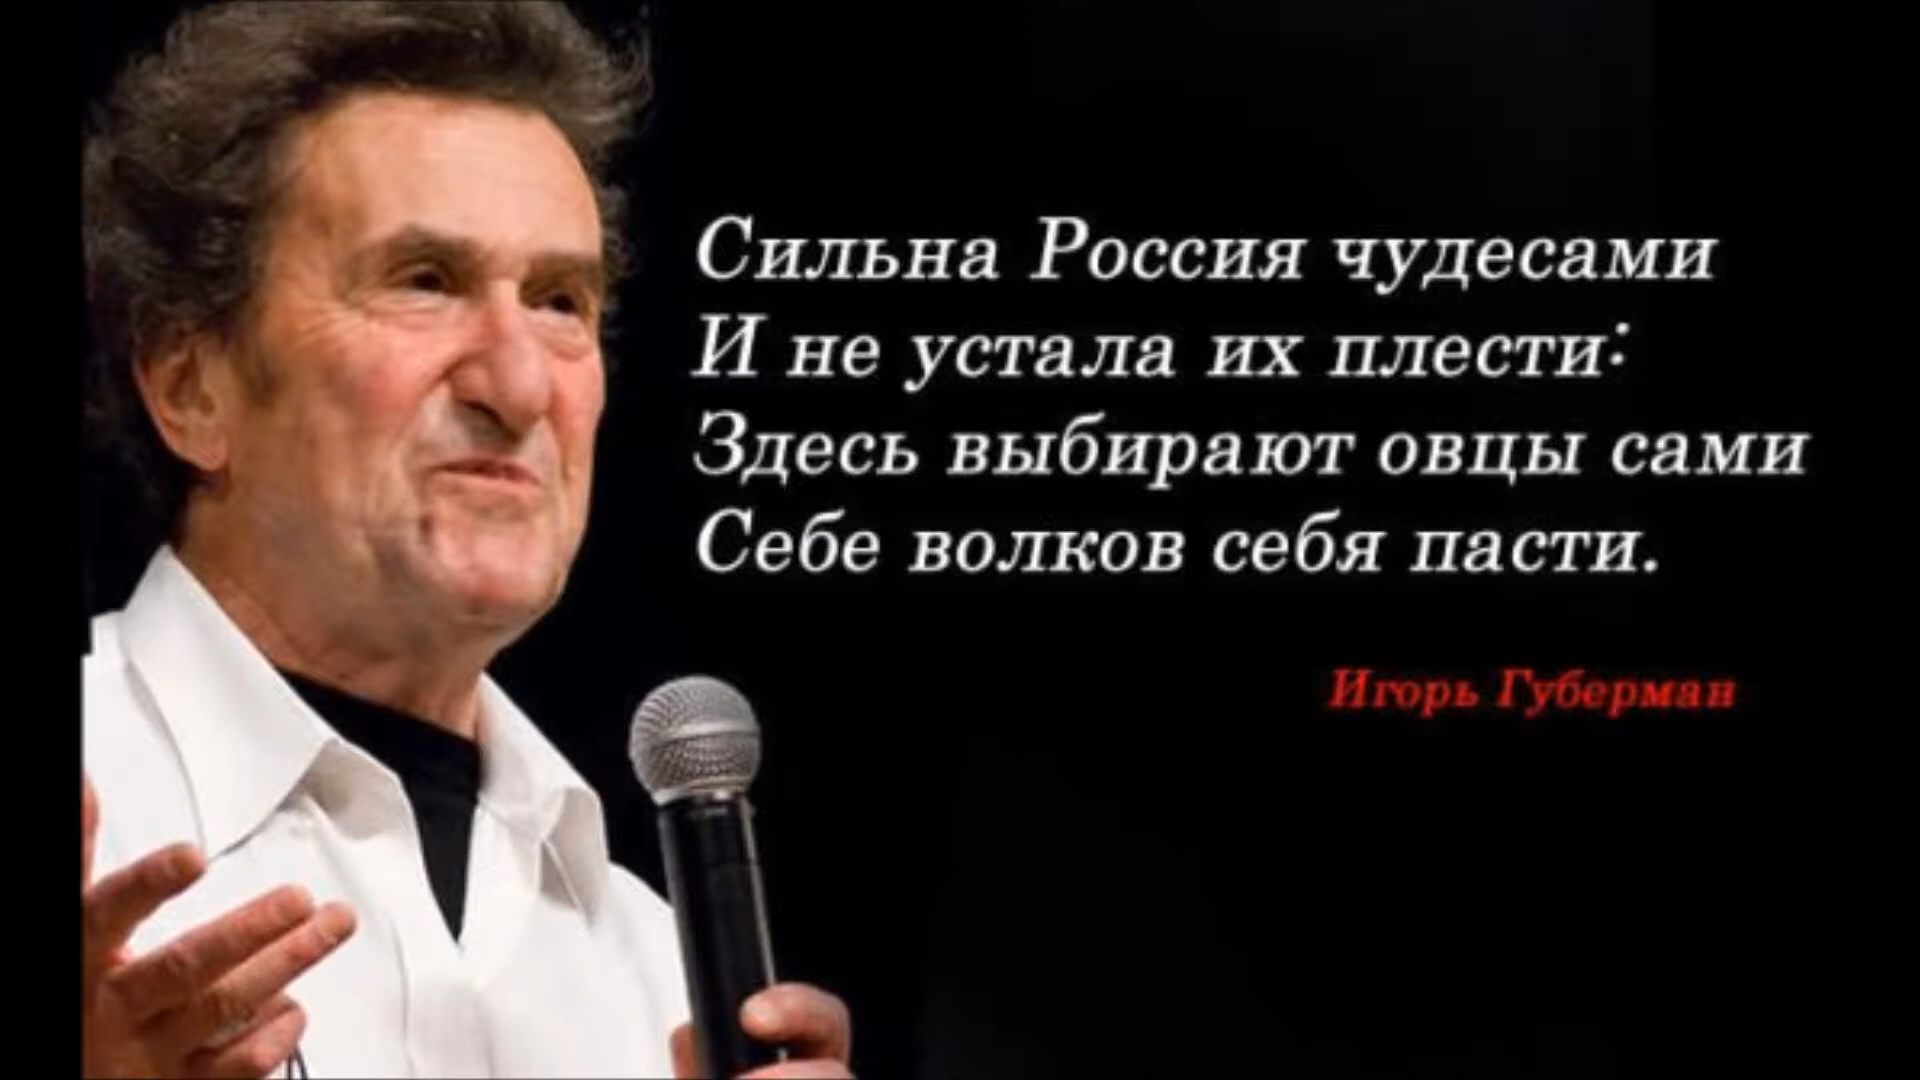 Сильна Россия чудесами
И не устала их плести:
Здесь выбирают овцы сами
Себе волков себя пасти.
Игорь Губерман